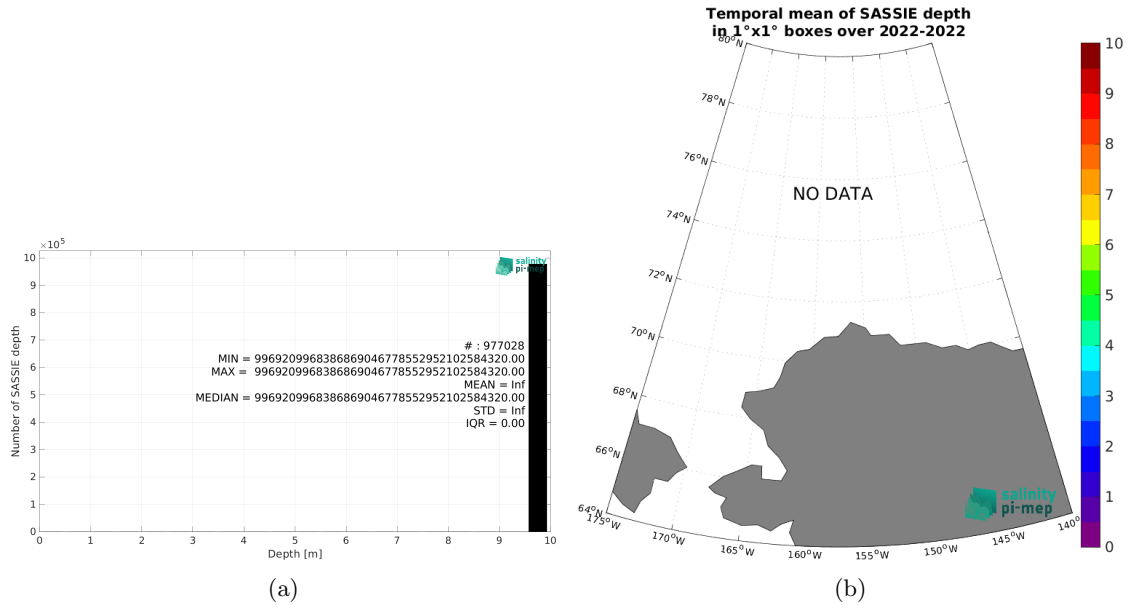 ×10^5
10
9
8
7
6
5
4
3
2
1
0
Number of SASSIE depth
salinity
pi-mep
# : 977028
MIN = 9969209968386869046778552952102584320.00
MAX = 9969209968386869046778552952102584320.00
MEAN = Inf
MEDIAN = 9969209968386869046778552952102584320.00
STD = Inf
IQR = 0.00
0 1 2 3 4 5 6 7 8 9 10
Depth [m]
(a)
Temporal mean of SASSIE depth
in 1°x1° boxes over 2022-2022
80°N
78°N
76°N
74°N
72°N
70°N
68°N
66°N
64°N
NO DATA
salinity
pi-mep
175°W 170°W 165°W 160°W 155°W 150°W 145°W 140°
10
9
8
7
6
5
4
3
2
1
0
(b)